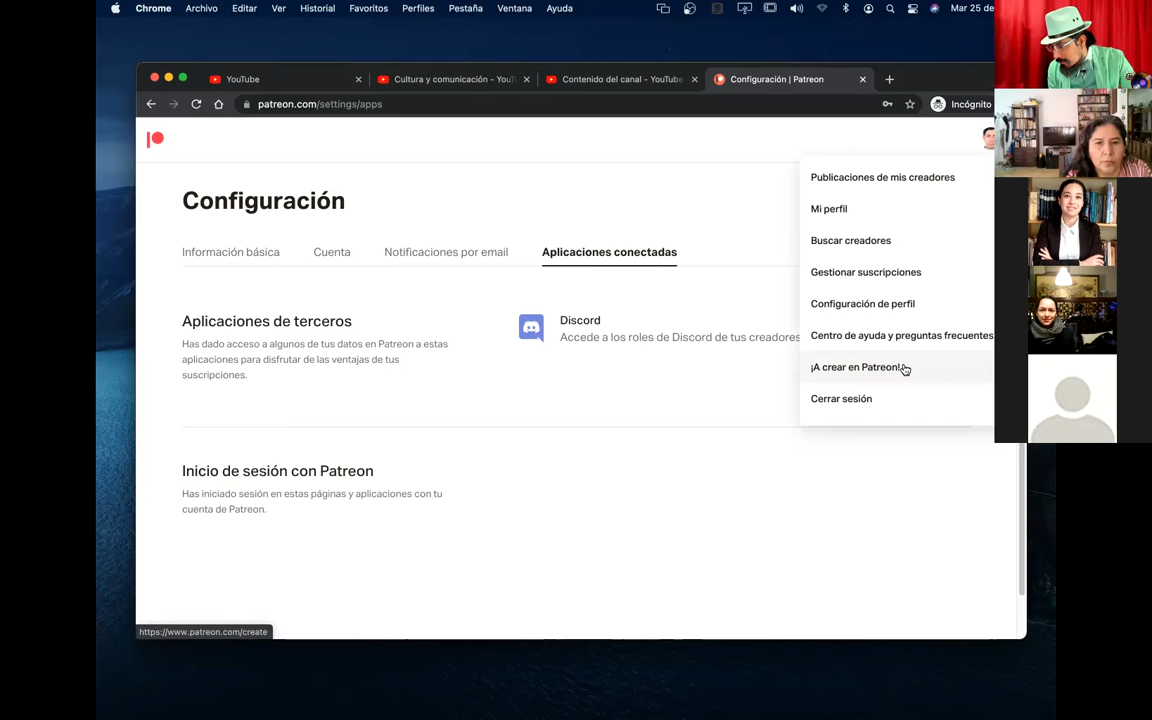 Chrome Archivo Editar Ver Historial Favoritos Perfiles Pestaña Ventana Ayuda Mar 25 de
YouTube Cultura y comunicación - YouT Contenido del canal - YouTube Configuración | Patreon
patreon.com/settings/apps Incógnito
Configuración
Información básica Cuenta Notificaciones por email Aplicaciones conectadas
Aplicaciones de terceros
Has dado acceso a algunos de tus datos en Patreon a estas
aplicaciones para disfrutar de las ventajas de tus
suscripciones.
Discord
Accede a los roles de Discord de tus creadores
Publicaciones de mis creadores
Mi perfil
Buscar creadores
Gestionar suscripciones
Configuración de perfil
Centro de ayuda y preguntas frecuentes
¡A crear en Patreon!
Cerrar sesión
Inicio de sesión con Patreon
Has iniciado sesión en estas páginas y aplicaciones con tu
cuenta de Patreon.
https://www.patreon.com/create